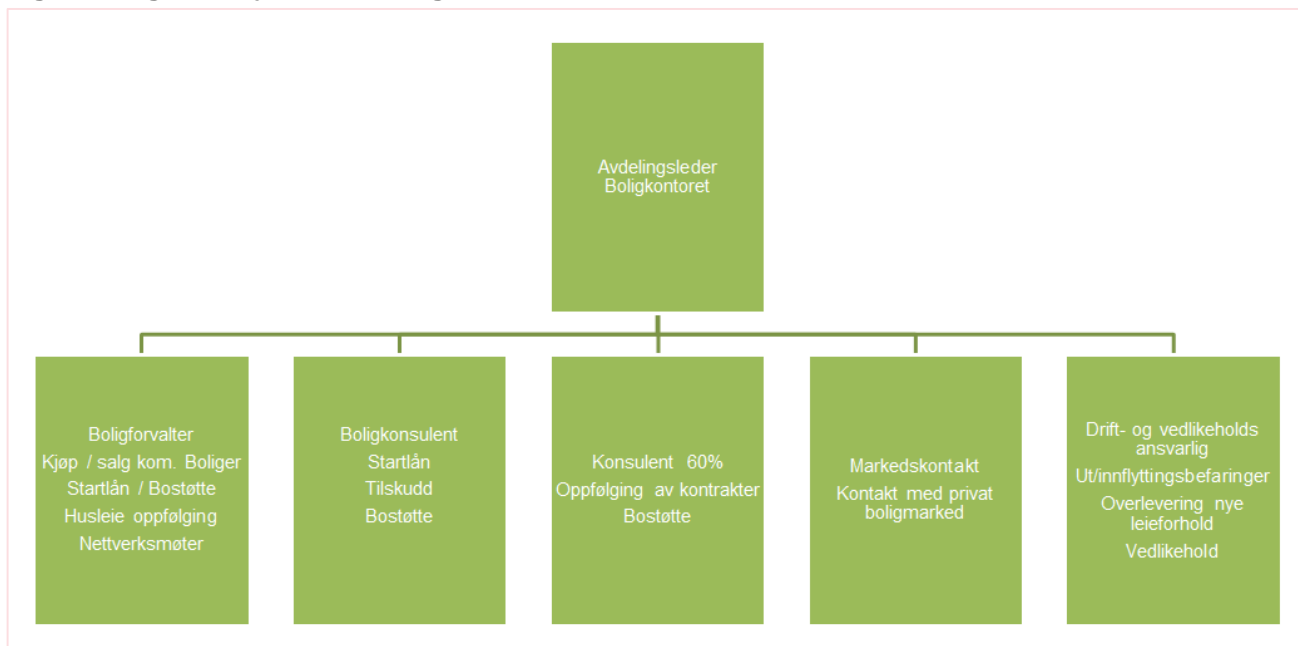 Avdelingsleder
Boligkontoret
Boligforvalter
Kjøp / salg kom. Boliger
Startlån / Bostøtte
Husleie oppfølging
Nettverksmøter
Boligkonsulent
Startlån
Tilskudd
Bostøtte
Konsulent 60%
Oppfølging av kontrakter
Bostøtte
Markedskontakt
Kontakt med privat
boligmarked
Drift- og vedlikeholds
ansvarlig
Ut/innflyttingsbefaringer
Overlevering nye
leieforhold
Vedlikehold